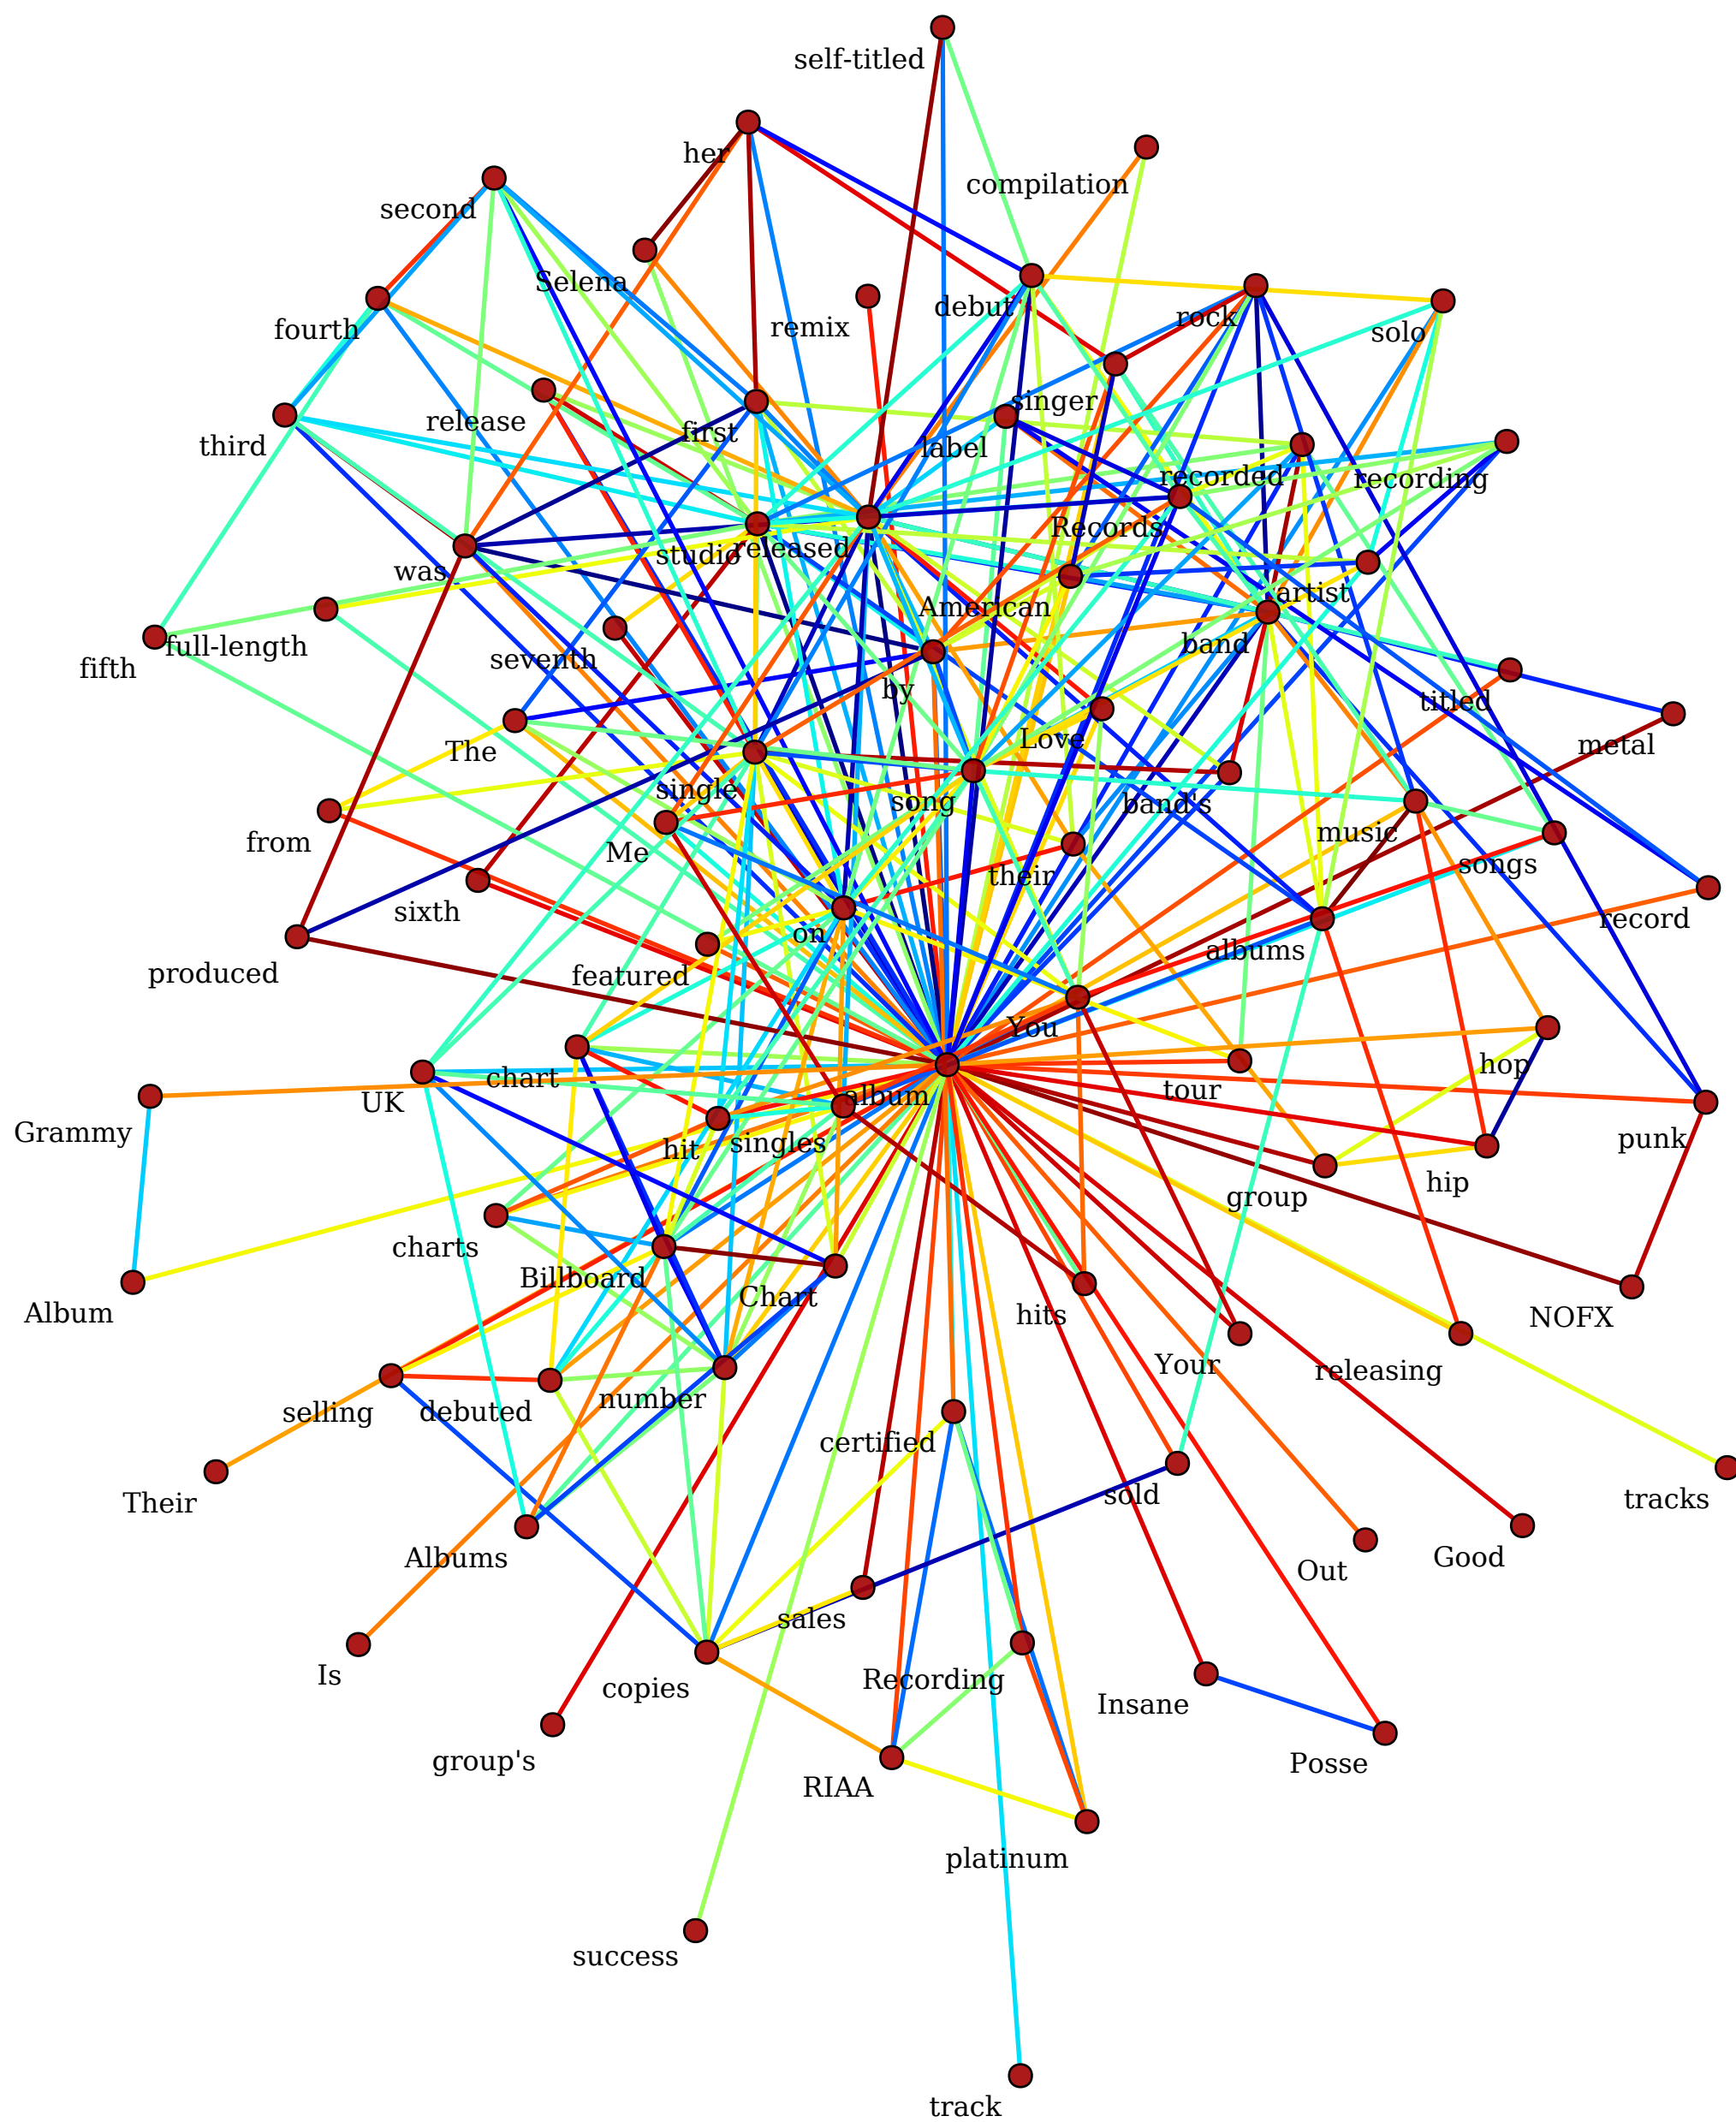 self-titled
her
compilation
second
Selena
debut
rock
fourth
remix
solo
singer
release
first
third
label
recorded
recording
Records
studio
released
was
American
artist
band
full-length
seventh
fifth
by
titled
The
Love
metal
single
song
band's
from
Me
music
their
songs
sixth
on
record
albums
produced
featured
You
hop
chart
album
tour
UK
Grammy
singles
hit
punk
hip
group
charts
Billboard
Chart
Album
hits
NOFX
Your
releasing
number
selling
debuted
certified
sold
tracks
Their
Albums
Good
Out
sales
Is
Recording
copies
Insane
group's
Posse
RIAA
platinum
success
track